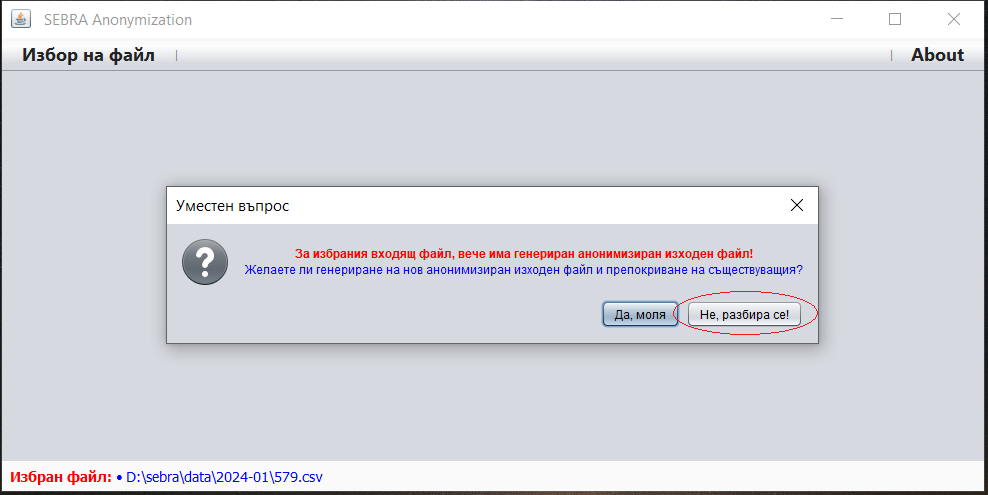 SEBRA Anonymization
Избор на файл
About
Уместен въпрос
За избрания входящ файл, вече има генериран анонимизиран изходен файл!
Желаете ли генериране на нов анонимизиран изходен файл и препокриване на съществуващия?
Да, моля
Не, разбира се!
Избран файл: • D:\sebra\data\2024-01\579.csv